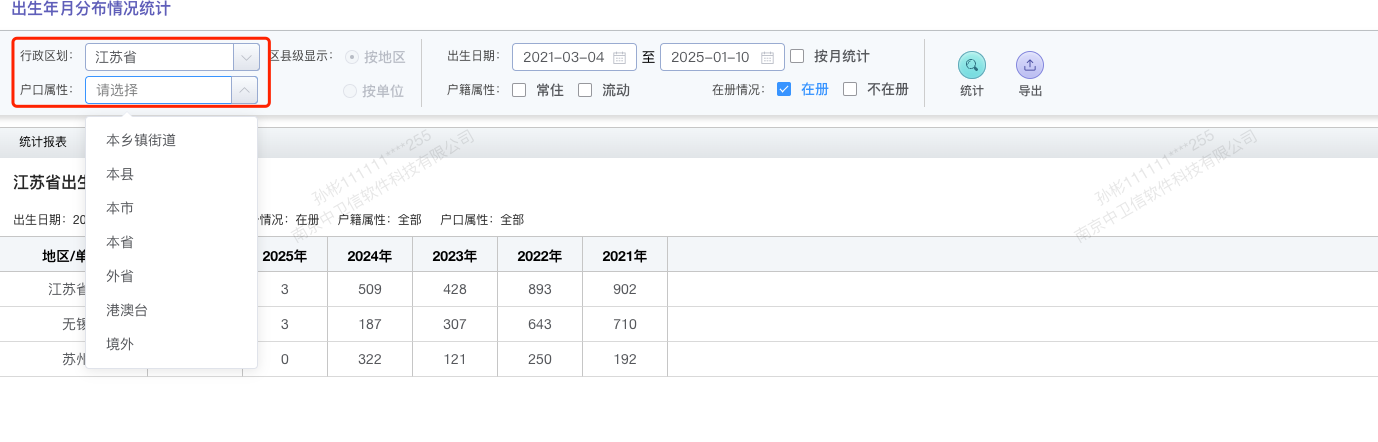 出生年月分布情况统计
行政区划: 江苏省 区县级显示: 按地区 出生日期: 2021-03-04 至 2025-01-10 按月统计
户口属性: 请选择 按单位 户籍属性: 常住 流动 在册情况: 在册 不在册
统计 导出
本乡镇街道
本县
本市
本省
外省
港澳台
境外
统计报表
江苏省出生
出生日期: 20 情况: 在册 户籍属性: 全部 户口属性: 全部
地区/单 2025年 2024年 2023年 2022年 2021年
江苏省 3 509 428 893 902
无锡 3 187 307 643 710
苏州 0 322 121 250 192
孙彬111111****255
南京中卫信软件科技有限公司
孙彬111111****255
南京中卫信软件科技有限公司